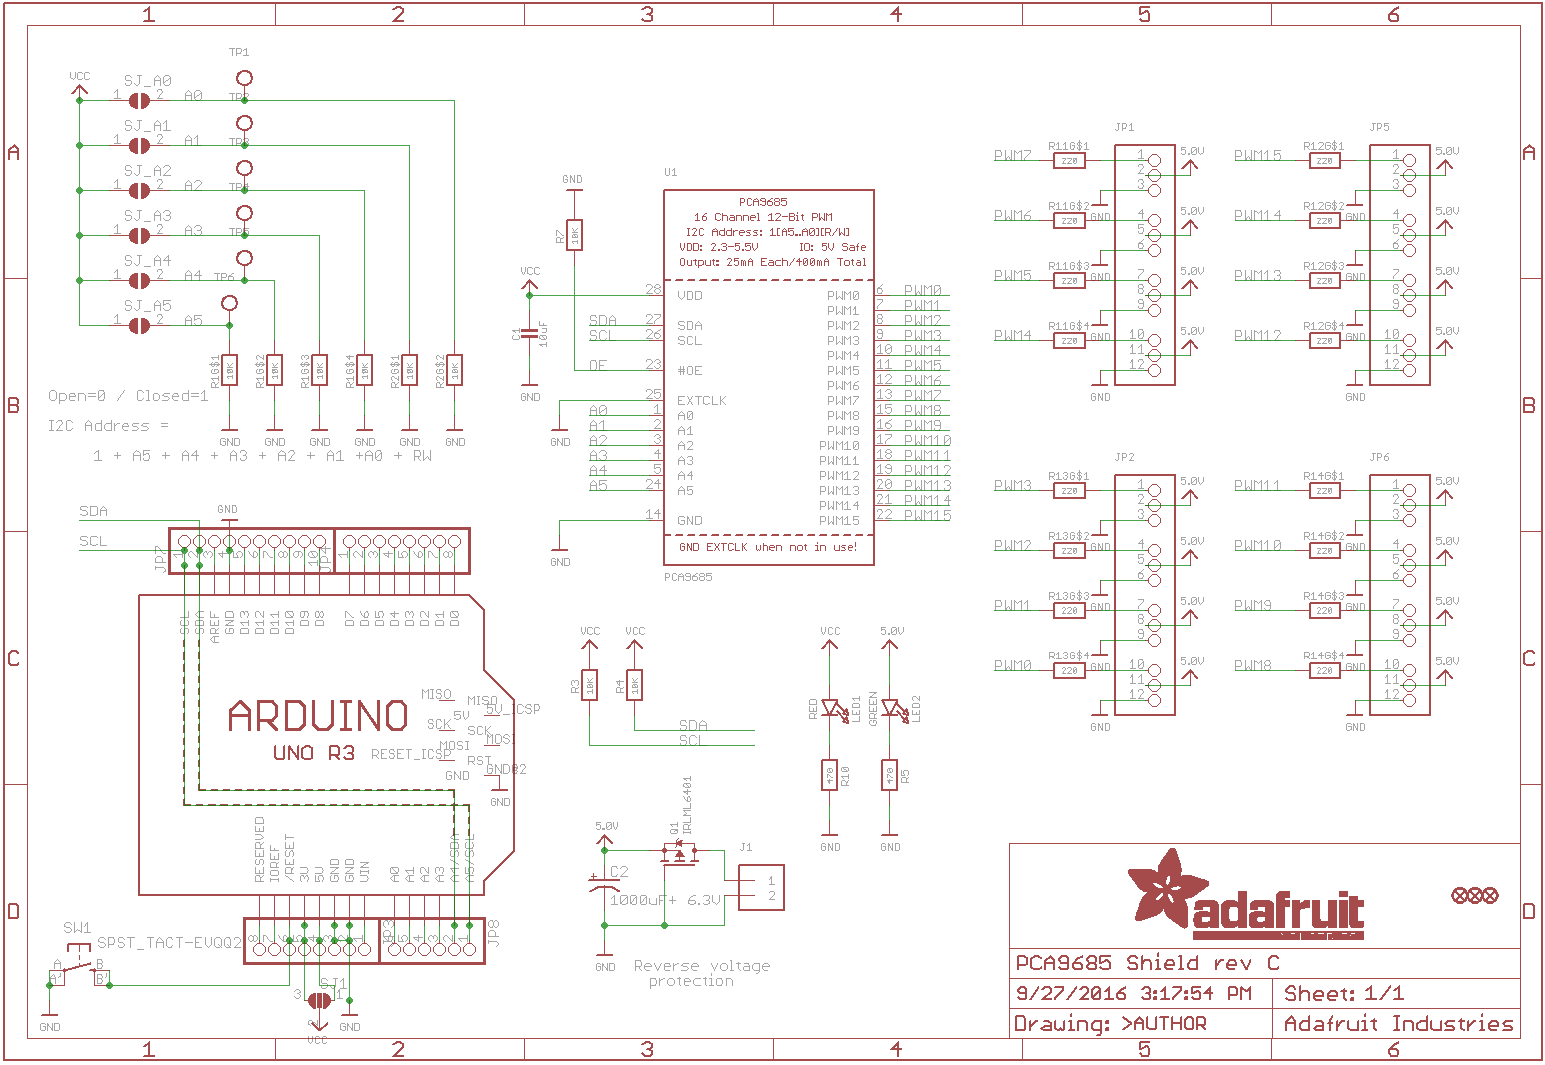 1 2 3 4 5 6
A
B
C
D
VCC
SJ_A0
1 2 A0
TP1
SJ_A1
1 2 A1
TP2
SJ_A2
1 2 A2
TP3
SJ_A3
1 2 A3
TP4
SJ_A4
1 2 A4
TP5
SJ_A5
1 2 A5
TP6
R1G$1 10K
R1G$2 10K
R1G$3 10K
R1G$4 10K
R2G$1 10K
R2G$2 10K
GND GND GND GND GND GND
Open=0 / Closed=1
I2C Address =
1 + A5 + A4 + A3 + A2 + A1 +A0 + RW
U1
PCA9685
16 Channel 12-Bit PWM
I2C Address: 1[A5..A0][R/W]
VDD: 2.3-5.5V IO: 5V Safe
Output: 25mA Each/400mA Total
GND
R7 10K
VCC
C1 10uF
GND
28 VDD PWM0 6 PWM0
PWM1 7 PWM1
SDA 27 SDA PWM2 8 PWM2
SCL 26 SCL PWM3 9 PWM3
PWM4 10 PWM4
OE 23 #OE PWM5 11 PWM5
PWM6 12 PWM6
25 EXTCLK PWM7 13 PWM7
A0 1 A0 PWM8 15 PWM8
A1 2 A1 PWM9 16 PWM9
A2 3 A2 PWM10 17 PWM10
A3 4 A3 PWM11 18 PWM11
A4 5 A4 PWM12 19 PWM12
A5 24 A5 PWM13 20 PWM13
PWM14 21 PWM14
14 GND PWM15 22 PWM15
GND
GND
GND EXTCLK when not in use!
PCA9685
JP1
PWM7 R11G$1 220 1 5.0V
2
3
GND
PWM6 R11G$2 220 4 5.0V
5
6
GND
PWM5 R11G$3 220 7 5.0V
8
9
GND
PWM4 R11G$4 220 10 5.0V
11
12
GND
JP5
PWM15 R12G$1 220 1 5.0V
2
3
GND
PWM14 R12G$2 220 4 5.0V
5
6
GND
PWM13 R12G$3 220 7 5.0V
8
9
GND
PWM12 R12G$4 220 10 5.0V
11
12
GND
JP2
PWM3 R13G$1 220 1 5.0V
2
3
GND
PWM2 R13G$2 220 4 5.0V
5
6
GND
PWM1 R13G$3 220 7 5.0V
8
9
GND
PWM0 R13G$4 220 10 5.0V
11
12
GND
JP6
PWM11 R14G$1 220 1 5.0V
2
3
GND
PWM10 R14G$2 220 4 5.0V
5
6
GND
PWM9 R14G$3 220 7 5.0V
8
9
GND
PWM8 R14G$4 220 10 5.0V
11
12
GND
SDA
SCL
GND
JP7
1 2 3 4 5 6 7 8 9 10
JP4
1 2 3 4 5 6 7 8
SCL SDA AREF GND D13 D12 D11 D10 D9 D8 D7 D6 D5 D4 D3 D2 D1 D0
ARDUINO
UNO R3
MISO MISO
5V 5V_ICSP
SCK SCK
MOSI MOSI
RESET_ICSP RST
GND GND@2
GND
RESERVED IOREF /RESET 3V 5V GND GND VIN A0 A1 A2 A3 A4/SDA A5/SCL
8 7 6 5 4 3 2 1
JP3
6 5 4 3 2 1
JP8
SW1
SPST_TACT-EVQQ2
A B
A' B'
GND
SJ1
3 1
2
VCC
GND
VCC VCC
R3 10K
R4 10K
SDA
SCL
VCC
RED LED1
R10 470
GND
5.0V
GREEN LED2
R5 470
GND
5.0V
Q1 IRLML6401
J1
1
2
+ C2
1000uF+ 6.3V
GND
Reverse voltage
protection
adafruit
PCA9685 Shield rev C
9/27/2016 3:17:54 PM Sheet: 1/1
Drawing: >AUTHOR Adafruit Industries
A
B
C
D
1 2 3 4 5 6